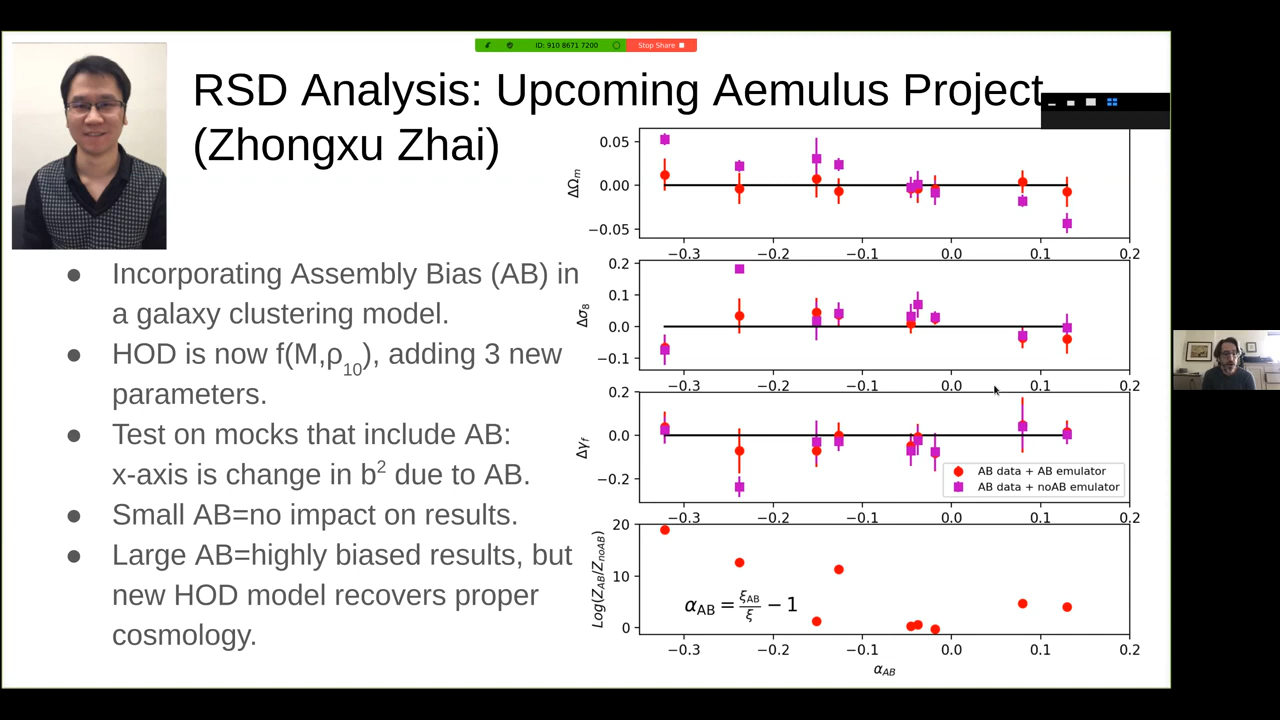 ID: 910 8671 7200
Stop Share
RSD Analysis: Upcoming Aemulus Project
(Zhongxu Zhai)
● Incorporating Assembly Bias (AB) in
a galaxy clustering model.
● HOD is now f(M,ρ₁₀), adding 3 new
parameters.
● Test on mocks that include AB:
x-axis is change in b² due to AB.
● Small AB=no impact on results.
● Large AB=highly biased results, but
new HOD model recovers proper
cosmology.
ΔΩₘ
0.05
0.00
−0.05
−0.3 −0.2 −0.1 0.0 0.1 0.2
Δσ₈
0.2
0.1
0.0
−0.1
−0.3 −0.2 −0.1 0.0 0.1 0.2
Δγ_f
0.2
0.0
−0.2
AB data + AB emulator
AB data + noAB emulator
−0.3 −0.2 −0.1 0.0 0.1 0.2
Log(Z_AB/Z_noAB)
20
10
0
α_AB = ξ_AB/ξ − 1
−0.3 −0.2 −0.1 0.0 0.1 0.2
α_AB